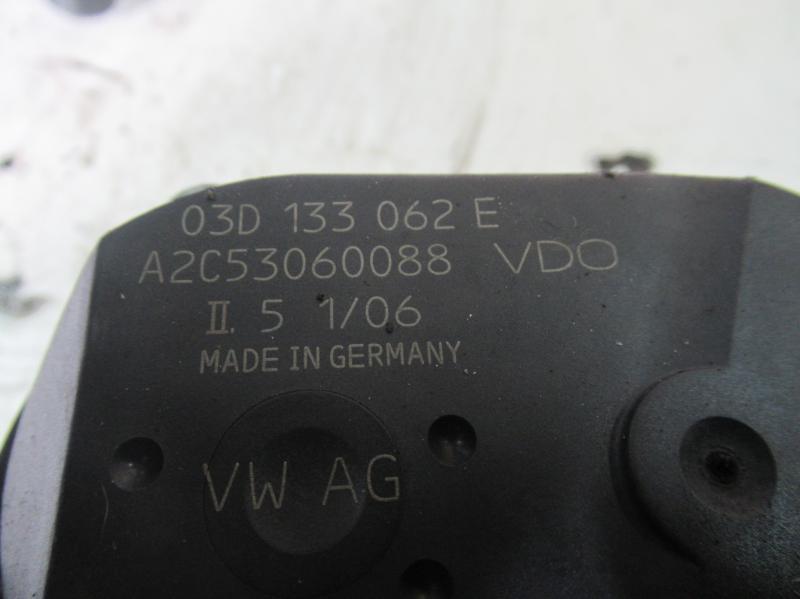 03D 133 062 E
A2C53060088 VDO
II. 5 1/06
MADE IN GERMANY
VW AG